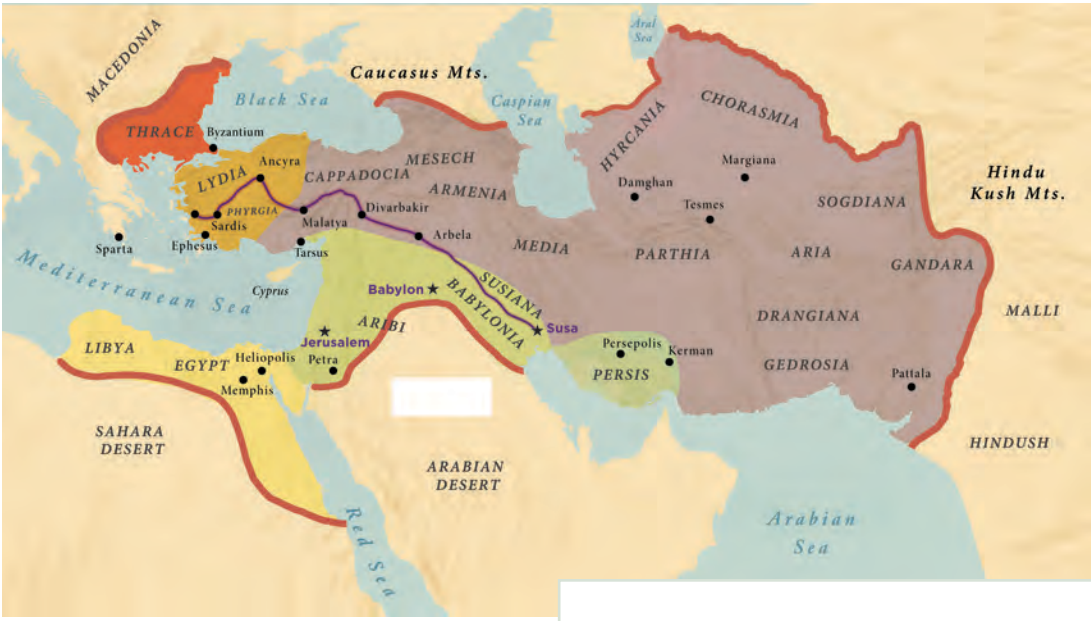 MACEDONIA
Aral
Sea
Caucasus Mts.
Black Sea
Caspian
Sea
CHORASMIA
HYRCANIA
THRACE
Byzantium
Ancyra
LYDIA
CAPPADOCIA
MESECH
ARMENIA
Margiana
Damghan
Tesmes
SOGDIANA
Hindu
Kush Mts.
PHYRGIA
Sardis
Malatya
Divarbakir
Ephesus
Tarsus
Arbela
Sparta
MEDIA
PARTHIA
ARIA
GANDARA
Mediterranean Sea
Cyprus
Babylon
SUSIANA
BABYLONIA
Susa
ARIBI
Jerusalem
Petra
DRANGIANA
MALLI
LIBYA
EGYPT
Heliopolis
Memphis
Persepolis
Kerman
PERSIS
GEDROSIA
Pattala
SAHARA
DESERT
ARABIAN
DESERT
HINDUSH
Red Sea
Arabian
Sea